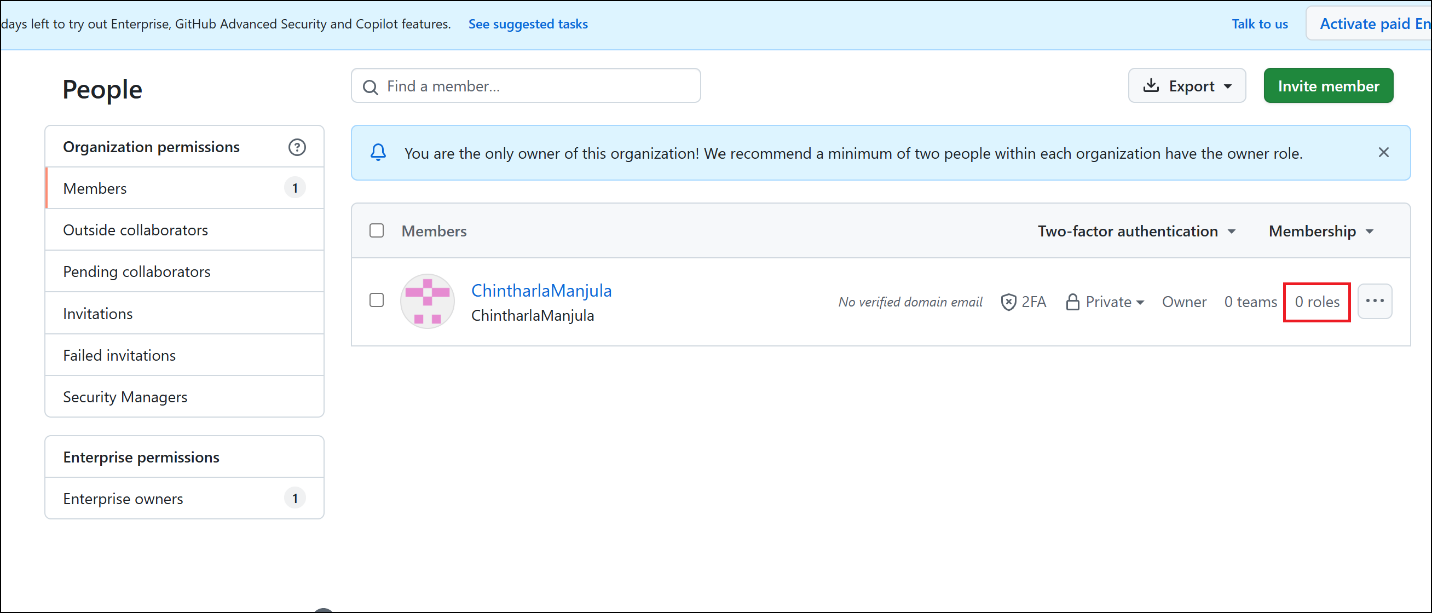 days left to try out Enterprise, GitHub Advanced Security and Copilot features. See suggested tasks Talk to us Activate paid En
People
Find a member...
Export
Invite member
Organization permissions ?
Members 1
Outside collaborators
Pending collaborators
Invitations
Failed invitations
Security Managers
Enterprise permissions
Enterprise owners 1
You are the only owner of this organization! We recommend a minimum of two people within each organization have the owner role.
Members Two-factor authentication Membership
ChintharlaManjula
ChintharlaManjula
No verified domain email 2FA Private Owner 0 teams 0 roles